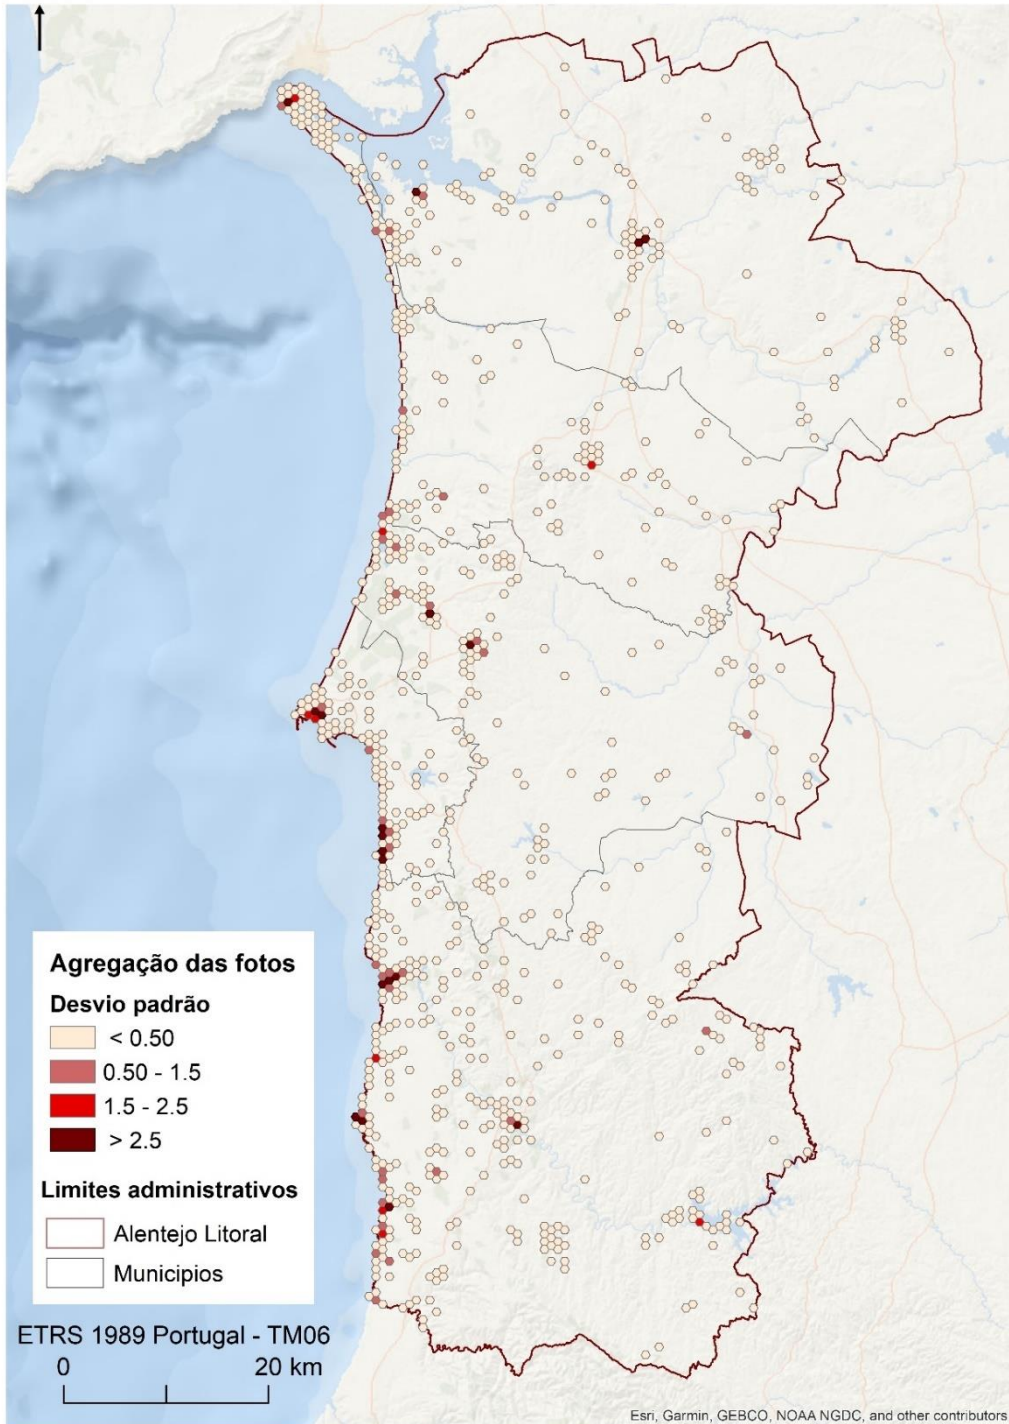 Agregação das fotos
Desvio padrão
< 0.50
0.50 - 1.5
1.5 - 2.5
> 2.5
Limites administrativos
Alentejo Litoral
Municipios
ETRS 1989 Portugal - TM06
0 20 km
Esri, Garmin, GEBCO, NOAA NGDC, and other contributors